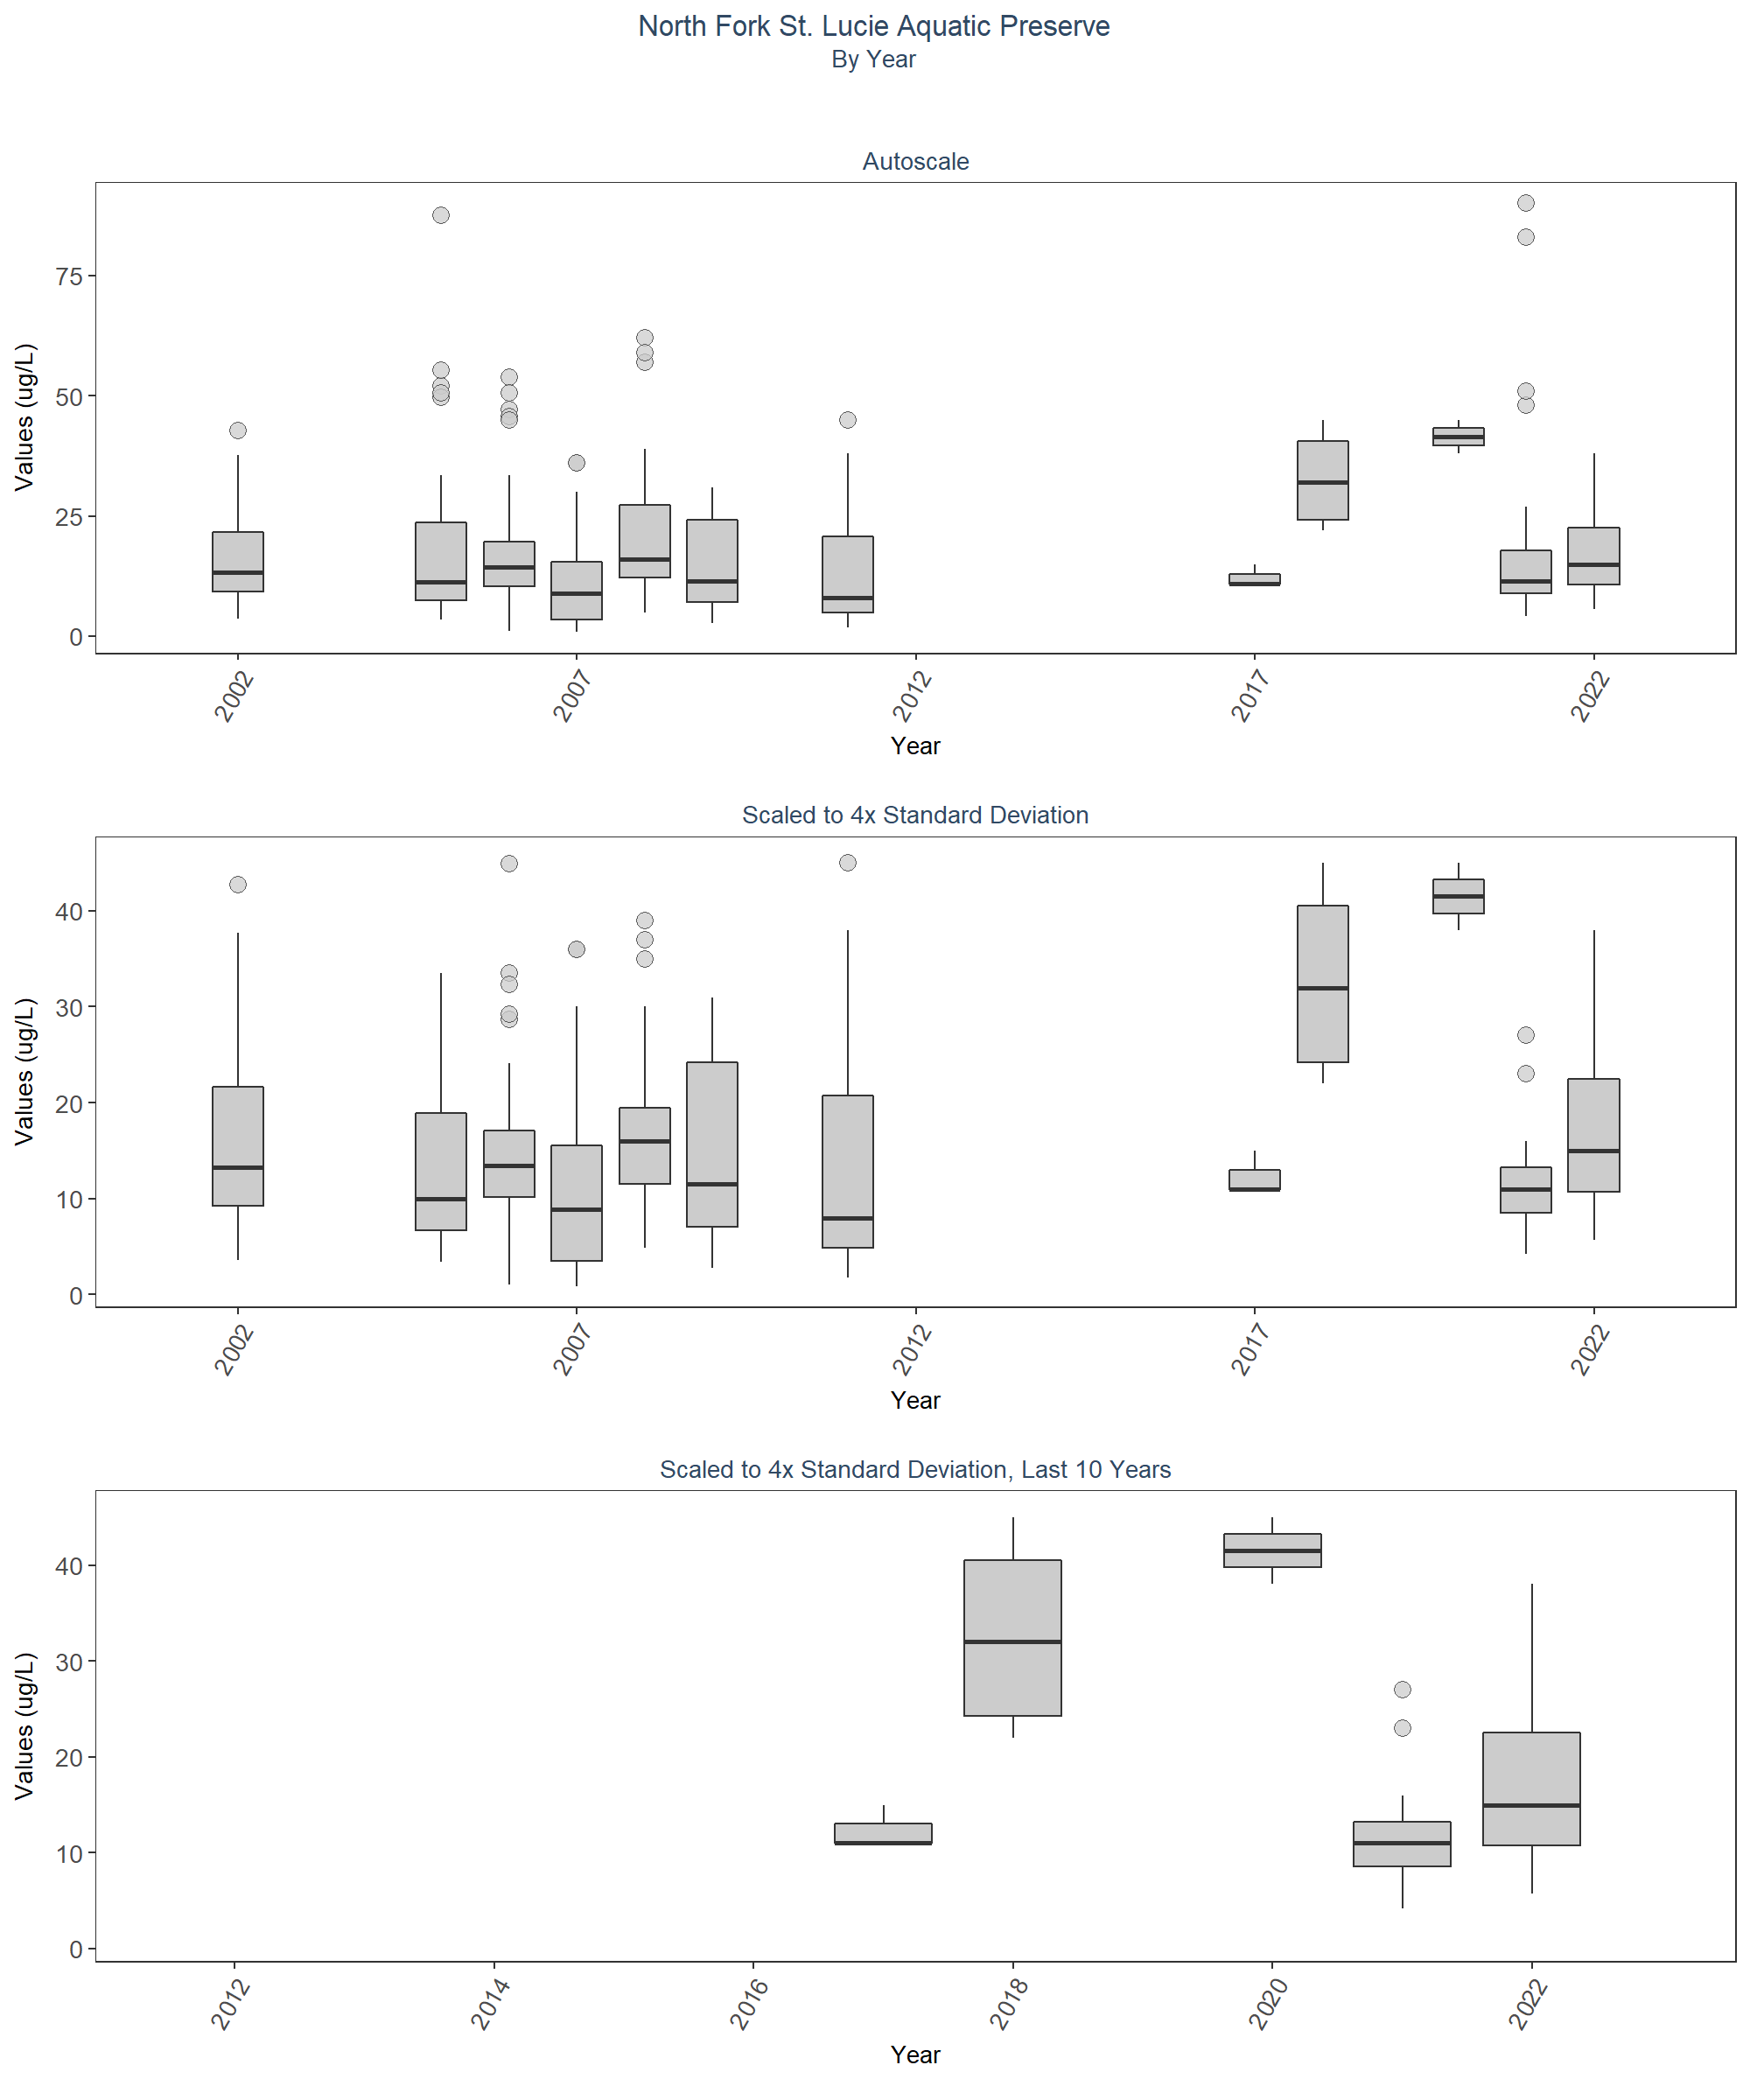 North Fork St. Lucie Aquatic Preserve
By Year
Autoscale
Values (ug/L)
75
50
25
0
2002
2007
2012
2017
2022
Year
Scaled to 4x Standard Deviation
Values (ug/L)
40
30
20
10
0
2002
2007
2012
2017
2022
Year
Scaled to 4x Standard Deviation, Last 10 Years
Values (ug/L)
40
30
20
10
0
2012
2014
2016
2018
2020
2022
Year